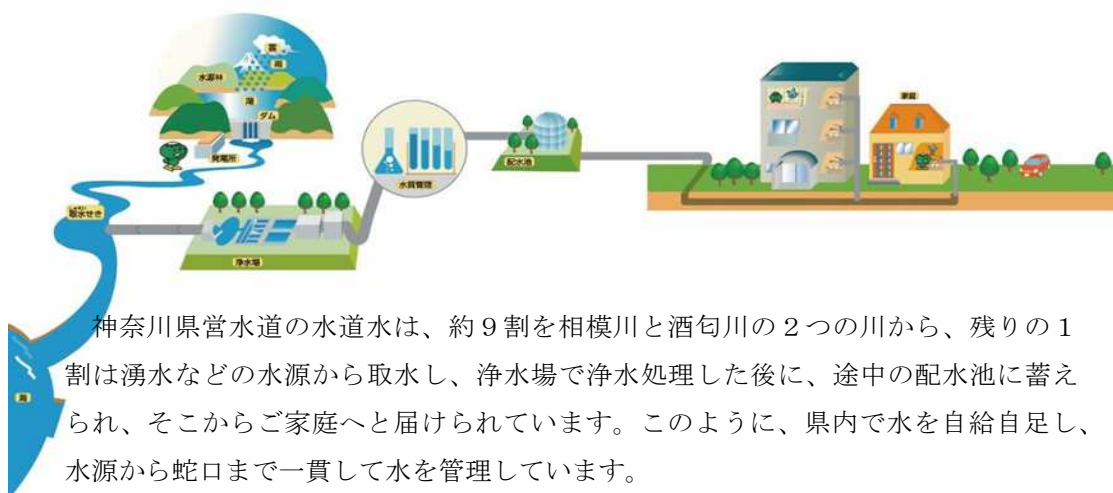 雲
雨
水源林
湖
ダム
発電所
しゅすい
取水せき
浄水場
水質管理
配水池
家庭
海
神奈川県営水道の水道水は、約９割を相模川と酒匂川の２つの川から、残りの１
割は湧水などの水源から取水し、浄水場で浄水処理した後に、途中の配水池に蓄え
られ、そこからご家庭へと届けられています。このように、県内で水を自給自足し、
水源から蛇口まで一貫して水を管理しています。